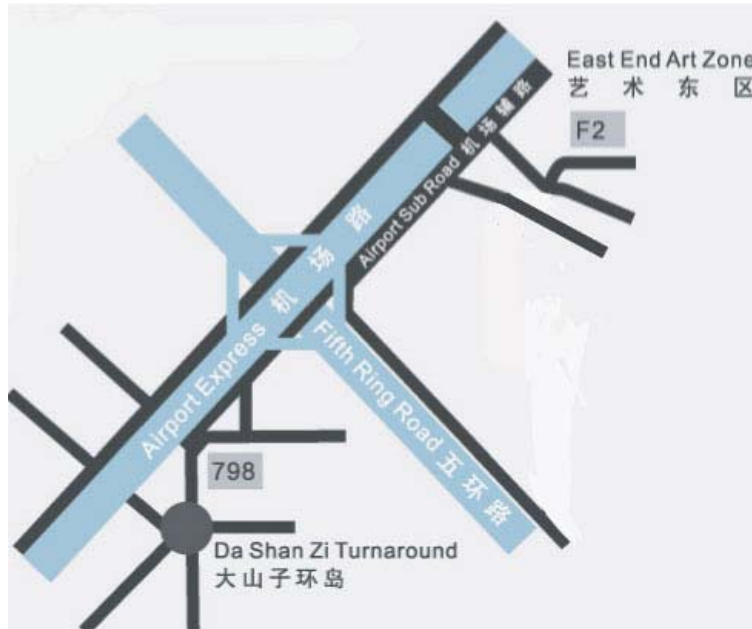 East End Art Zone
艺术东区
F2
Airport Sub Road 机场辅路
Airport Express 机场路
Fifth Ring Road 五环路
798
Da Shan Zi Turnaround
大山子环岛